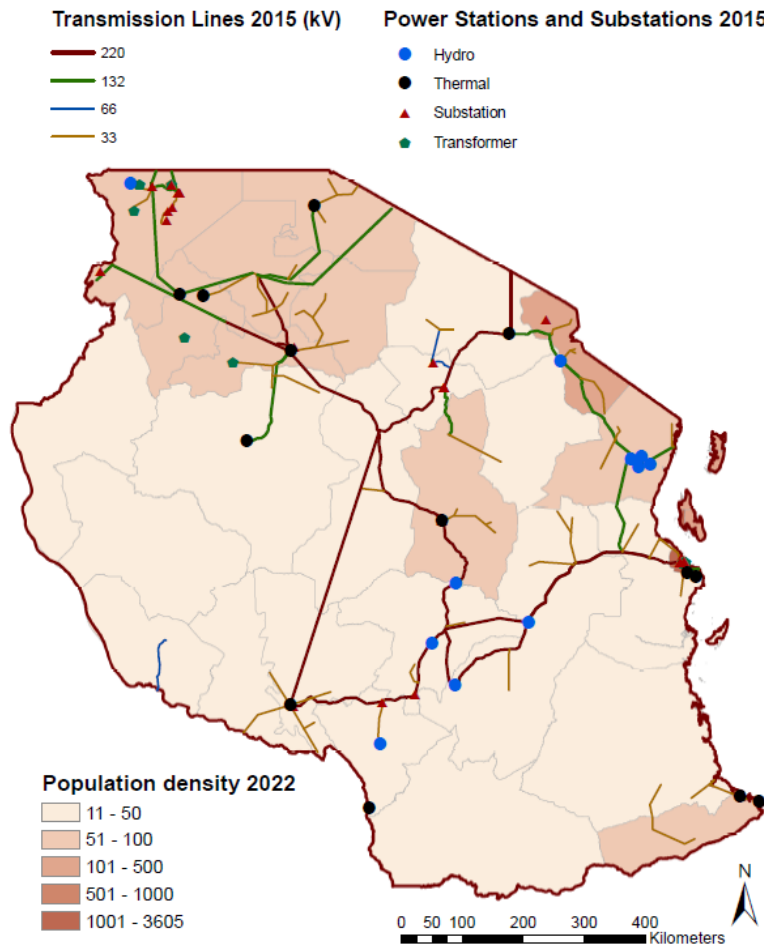 Transmission Lines 2015 (kV)
220
132
66
33
Power Stations and Substations 2015
Hydro
Thermal
Substation
Transformer
Population density 2022
11 - 50
51 - 100
101 - 500
501 - 1000
1001 - 3605
N
0 50 100 200 300 400
Kilometers